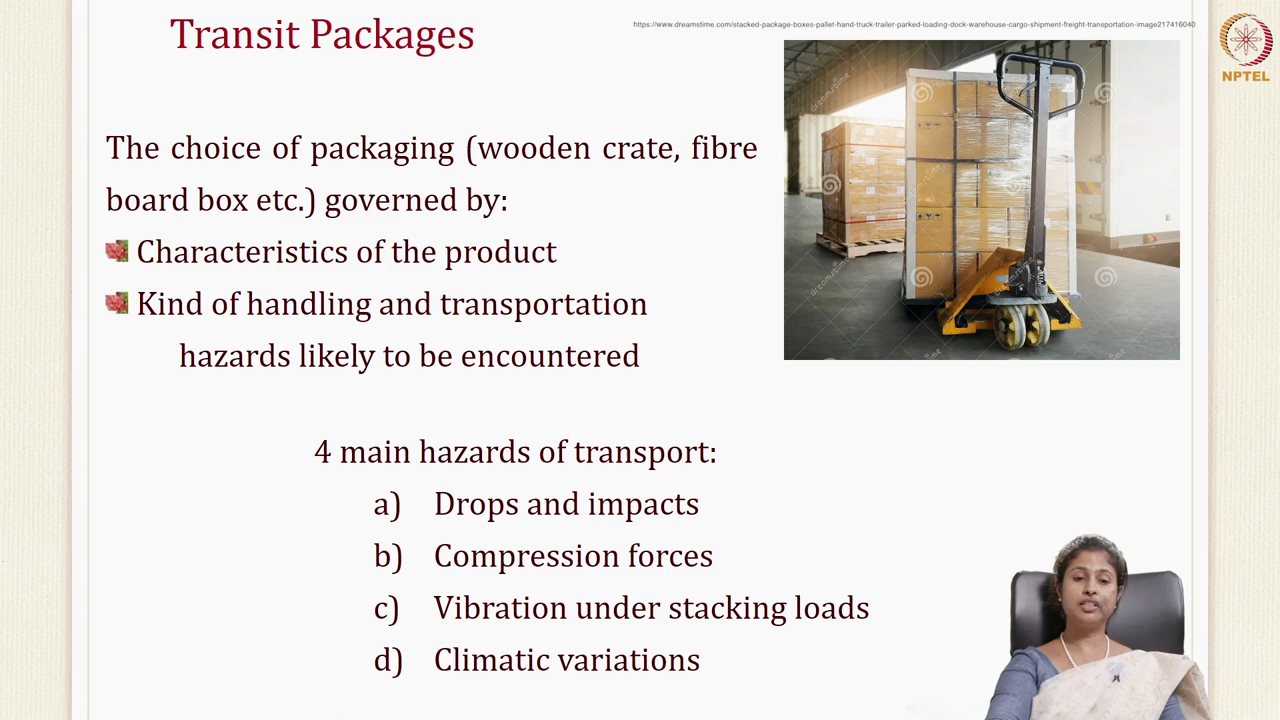 Transit Packages
https://www.dreamstime.com/stacked-package-boxes-pallet-hand-truck-trailer-parked-loading-dock-warehouse-cargo-shipment-freight-transportation-image217416040
NPTEL
The choice of packaging (wooden crate, fibre
board box etc.) governed by:
Characteristics of the product
Kind of handling and transportation
hazards likely to be encountered
4 main hazards of transport:
a) Drops and impacts
b) Compression forces
c) Vibration under stacking loads
d) Climatic variations